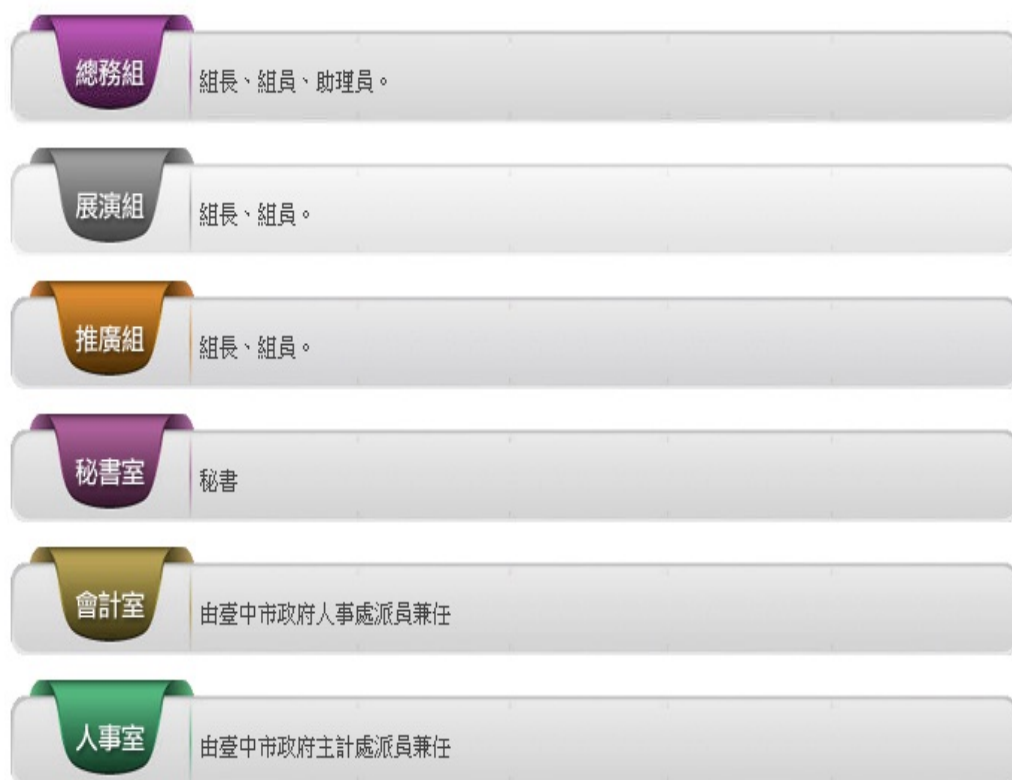 總務組
組長、組員、助理員。
展演組
組長、組員。
推廣組
組長、組員。
秘書室
秘書
會計室
由臺中市政府人事處派員兼任
人事室
由臺中市政府主計處派員兼任